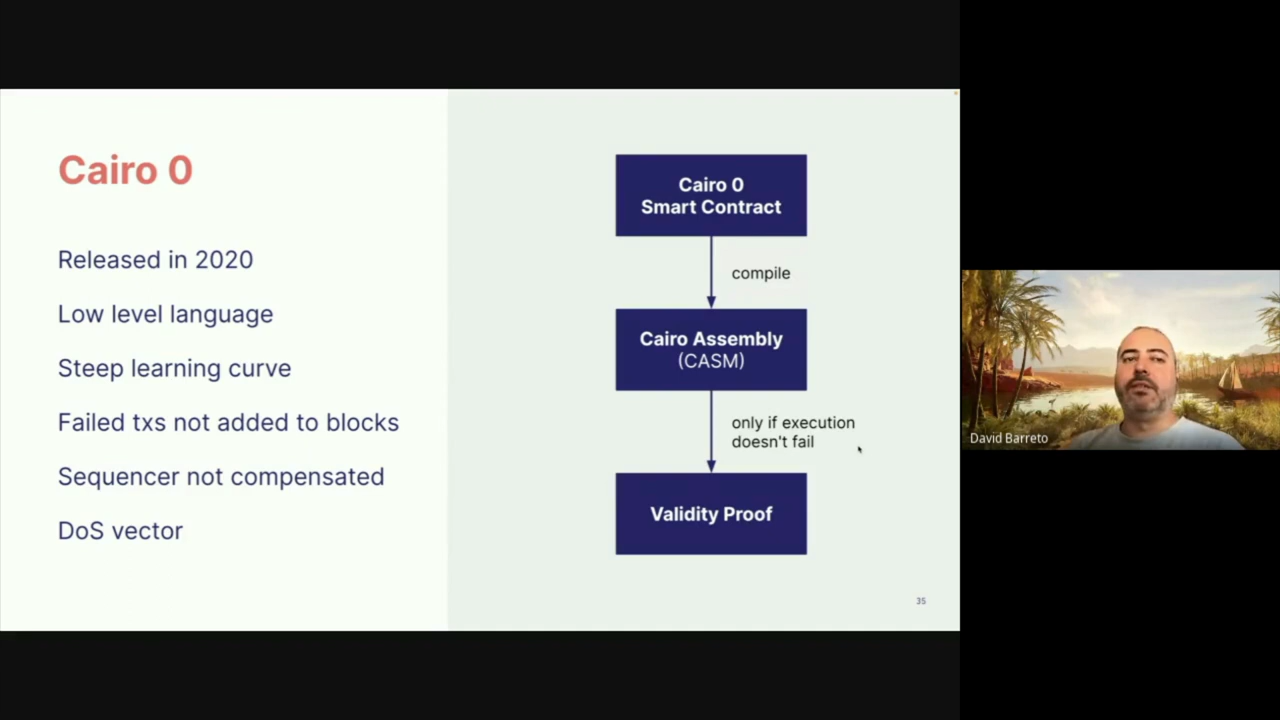 Cairo 0
Released in 2020
Low level language
Steep learning curve
Failed txs not added to blocks
Sequencer not compensated
DoS vector
Cairo 0
Smart Contract
compile
Cairo Assembly
(CASM)
only if execution
doesn't fail
Validity Proof
35
David Barreto